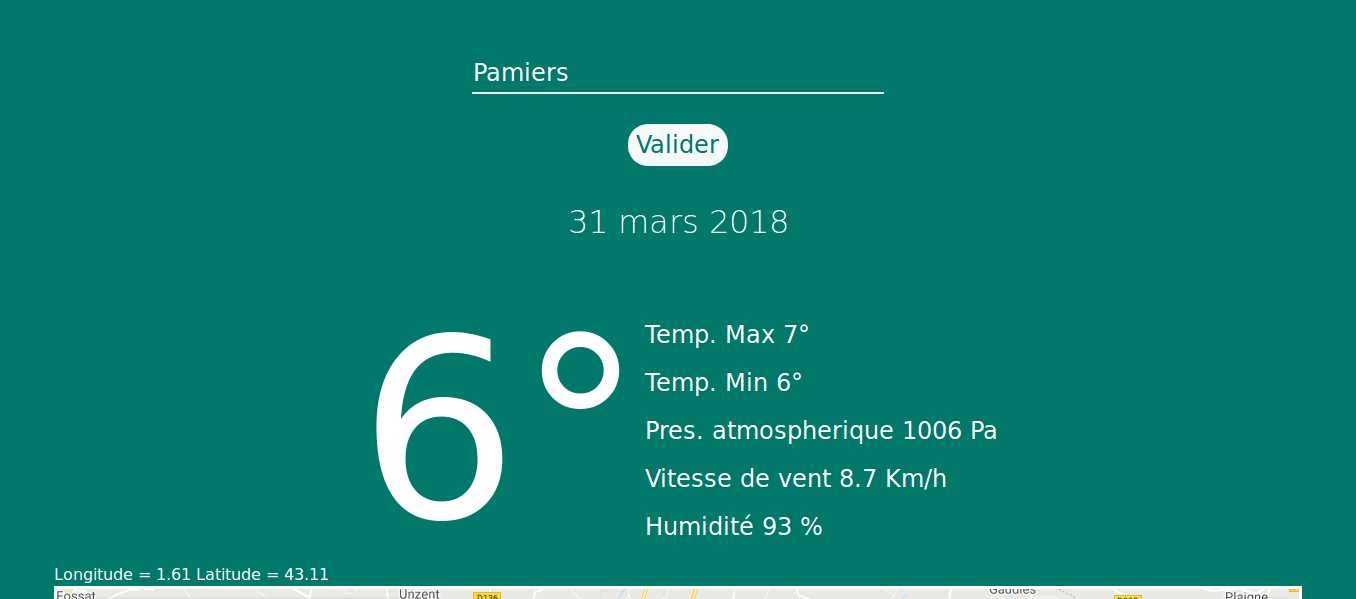 Pamiers
Valider
31 mars 2018
6°
Temp. Max 7°
Temp. Min 6°
Pres. atmospherique 1006 Pa
Vitesse de vent 8.7 Km/h
Humidité 93 %
Longitude = 1.61 Latitude = 43.11
Fossat Unzent D136 Gaudiès Plaigne